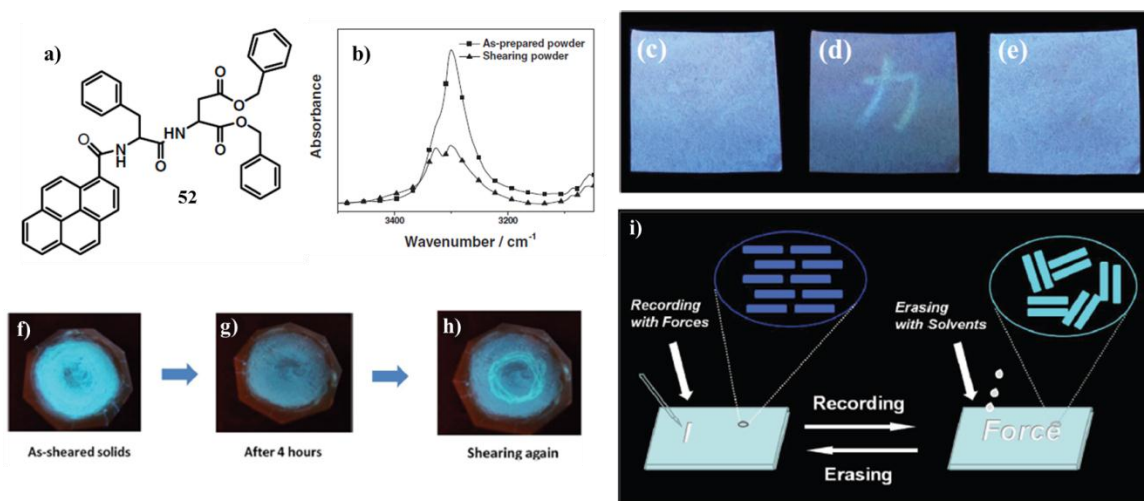 a)
O
O
O
O
HN
N
H
O
O
52
b)
As-prepared powder
Shearing powder
Absorbance
3400
3200
Wavenumber / cm⁻¹
(c)
(d)
力
(e)
f)
As-sheared solids
g)
After 4 hours
h)
Shearing again
i)
Recording
with Forces
Erasing
with Solvents
I
Recording
Erasing
Force